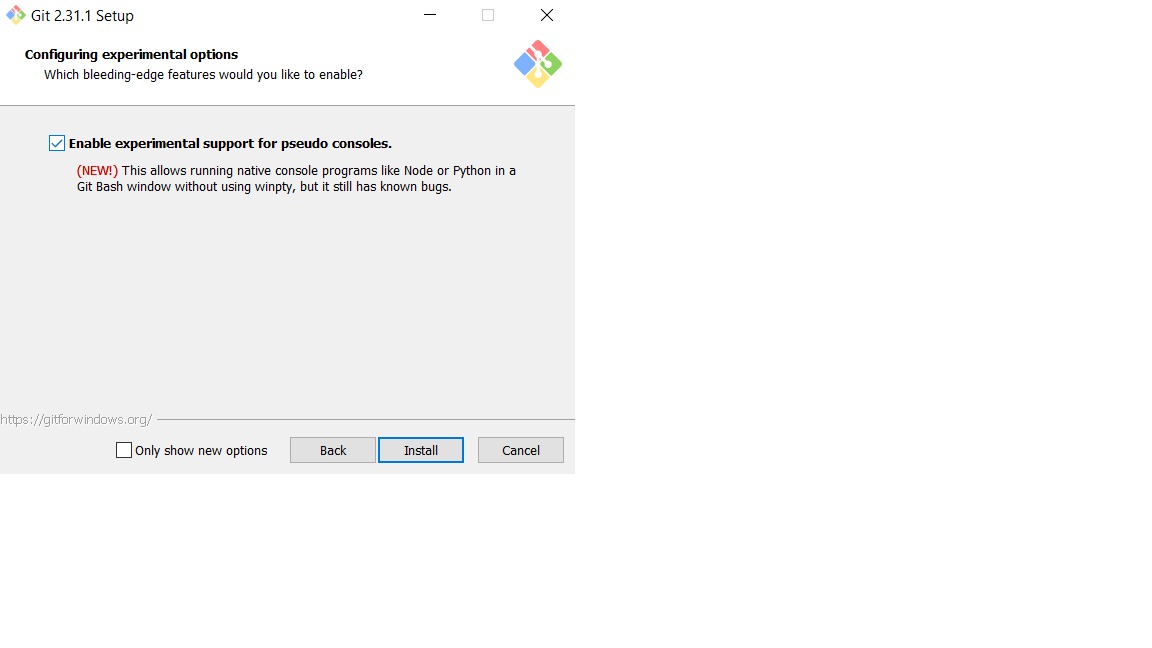 Git 2.31.1 Setup
Configuring experimental options
Which bleeding-edge features would you like to enable?
Enable experimental support for pseudo consoles.
(NEW!) This allows running native console programs like Node or Python in a
Git Bash window without using winpty, but it still has known bugs.
https://gitforwindows.org/
Only show new options
Back
Install
Cancel